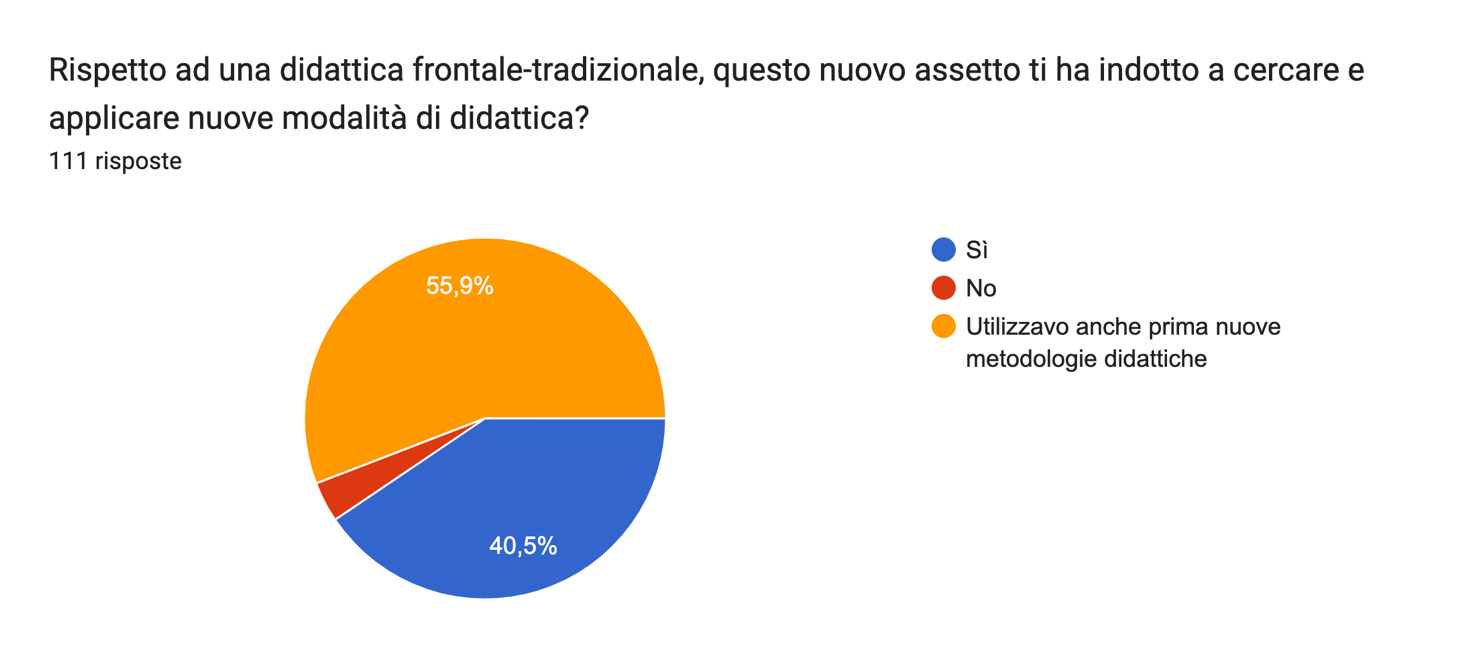 Rispetto ad una didattica frontale-tradizionale, questo nuovo assetto ti ha indotto a cercare e
applicare nuove modalità di didattica?
111 risposte
55,9%
40,5%
Sì
No
Utilizzavo anche prima nuove
metodologie didattiche